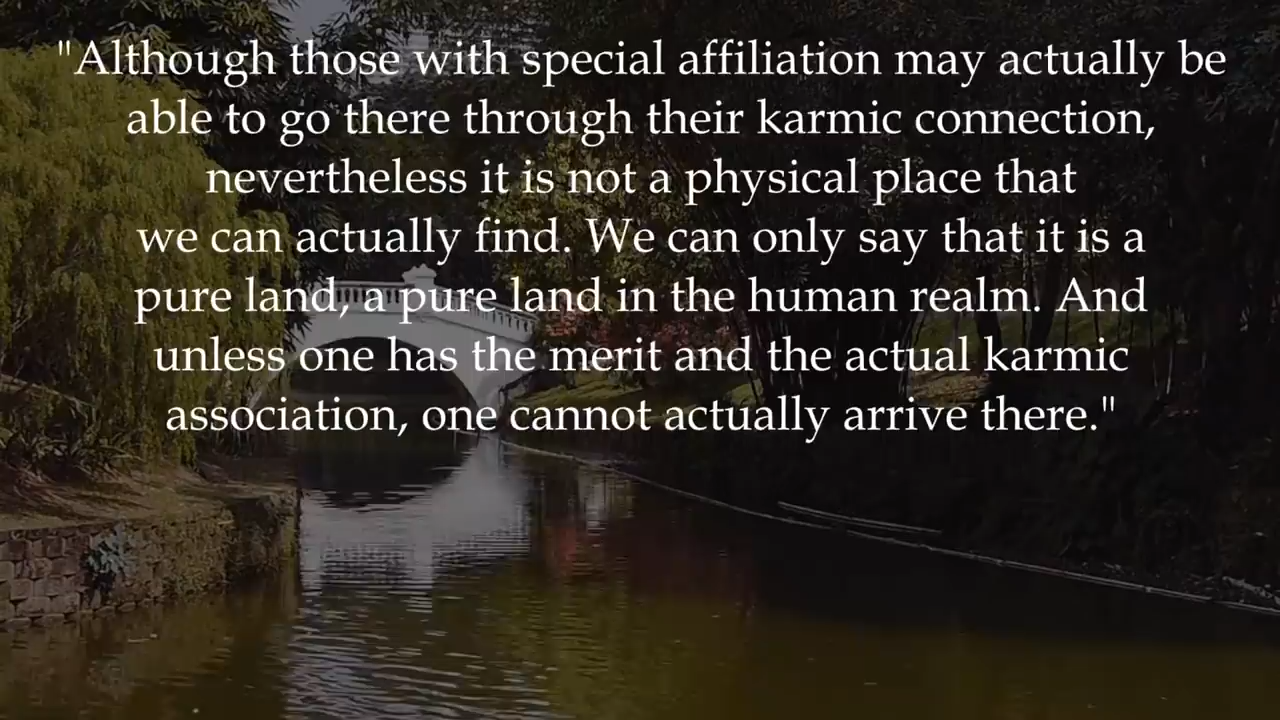 "Although those with special affiliation may actually be
able to go there through their karmic connection,
nevertheless it is not a physical place that
we can actually find. We can only say that it is a
pure land, a pure land in the human realm. And
unless one has the merit and the actual karmic
association, one cannot actually arrive there."